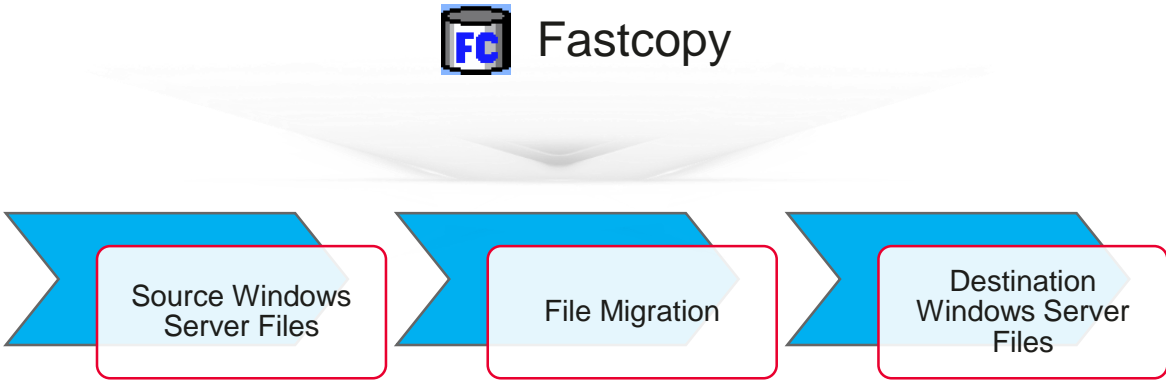 FC
Fastcopy
Source Windows
Server Files
File Migration
Destination
Windows Server
Files